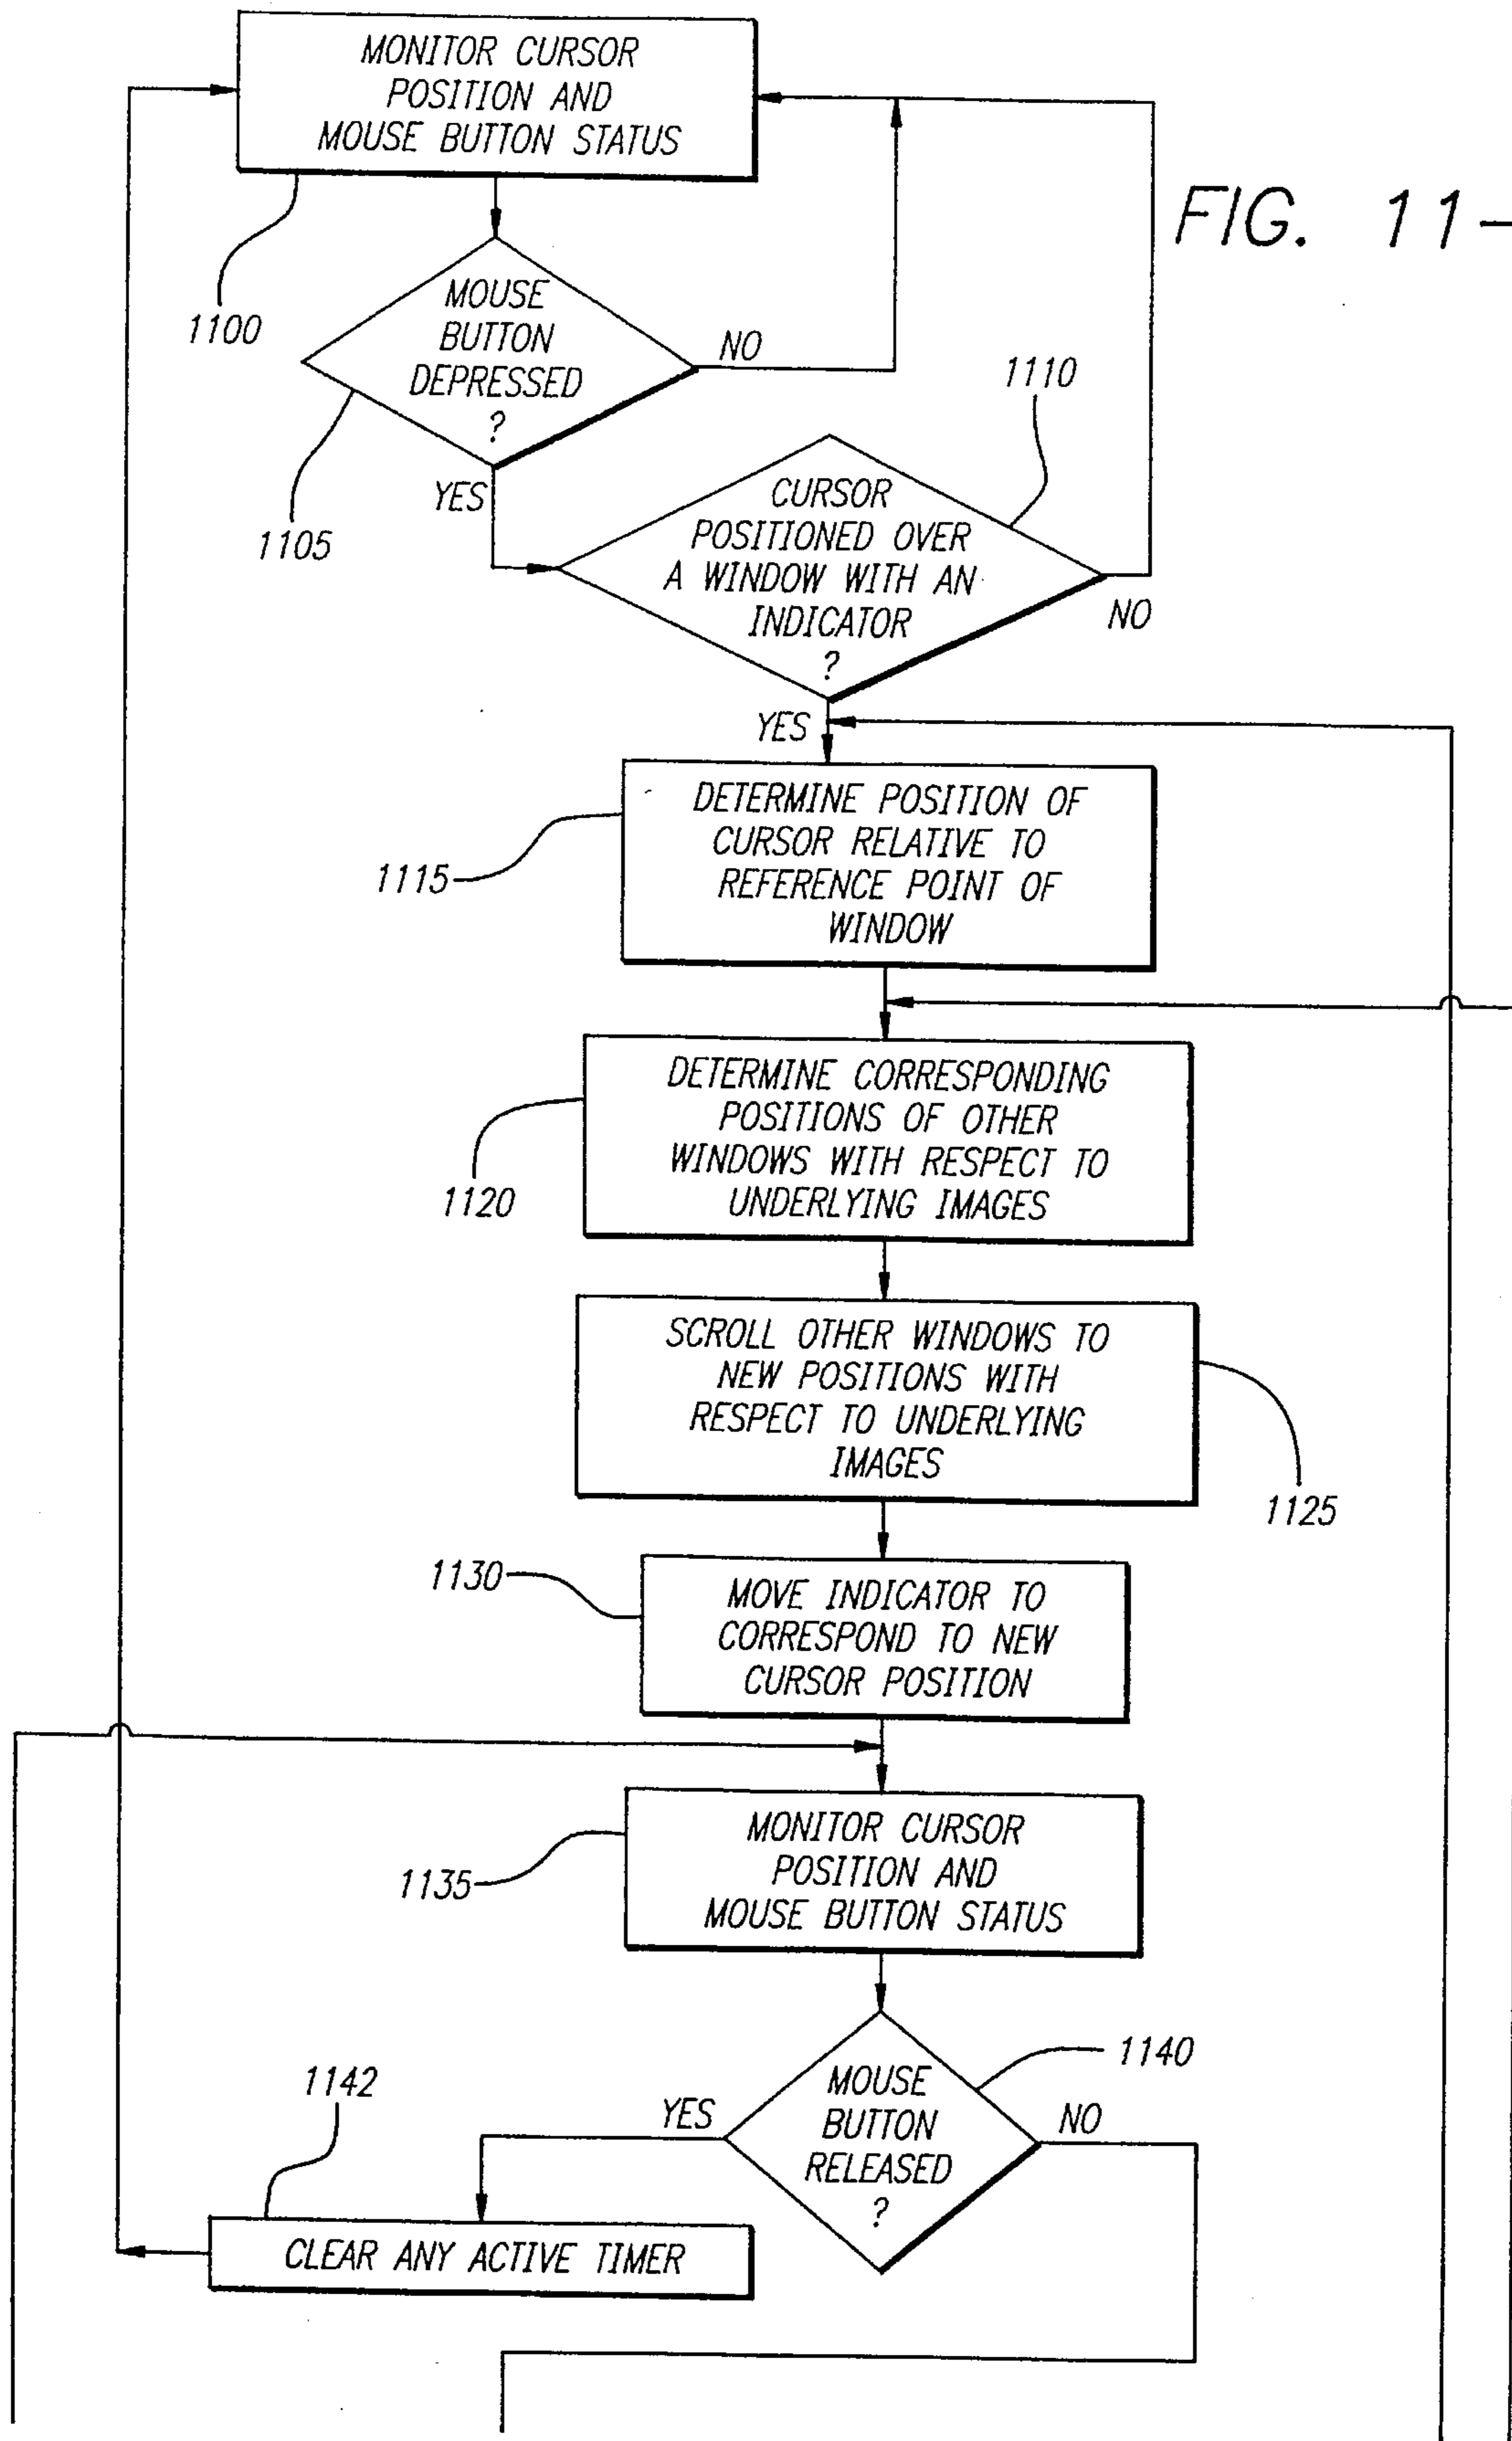 MONITOR CURSOR
POSITION AND
MOUSE BUTTON STATUS
FIG. 11-
1100
MOUSE
BUTTON
DEPRESSED
?
NO
YES
1105
1110
CURSOR
POSITIONED OVER
A WINDOW WITH AN
INDICATOR
?
NO
YES
DETERMINE POSITION OF
CURSOR RELATIVE TO
REFERENCE POINT OF
WINDOW
1115
DETERMINE CORRESPONDING
POSITIONS OF OTHER
WINDOWS WITH RESPECT TO
UNDERLYING IMAGES
1120
SCROLL OTHER WINDOWS TO
NEW POSITIONS WITH
RESPECT TO UNDERLYING
IMAGES
1125
1130
MOVE INDICATOR TO
CORRESPOND TO NEW
CURSOR POSITION
MONITOR CURSOR
POSITION AND
MOUSE BUTTON STATUS
1135
1140
MOUSE
BUTTON
RELEASED
?
YES
NO
1142
CLEAR ANY ACTIVE TIMER